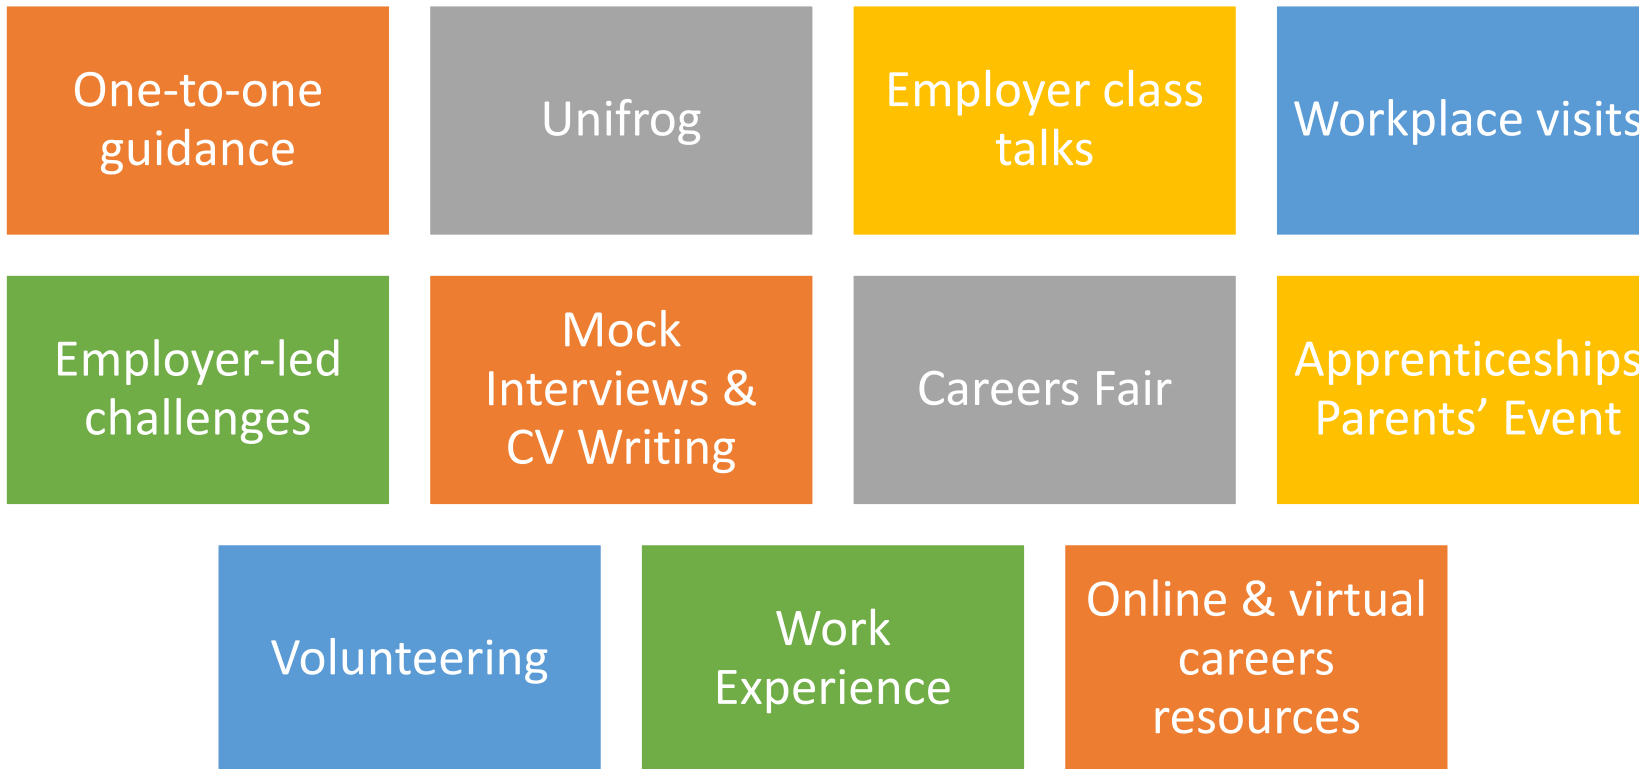 One-to-one
guidance
Unifrog
Employer class
talks
Workplace visits
Employer-led
challenges
Mock
Interviews &
CV Writing
Careers Fair
Apprenticeships
Parents’ Event
Volunteering
Work
Experience
Online & virtual
careers
resources